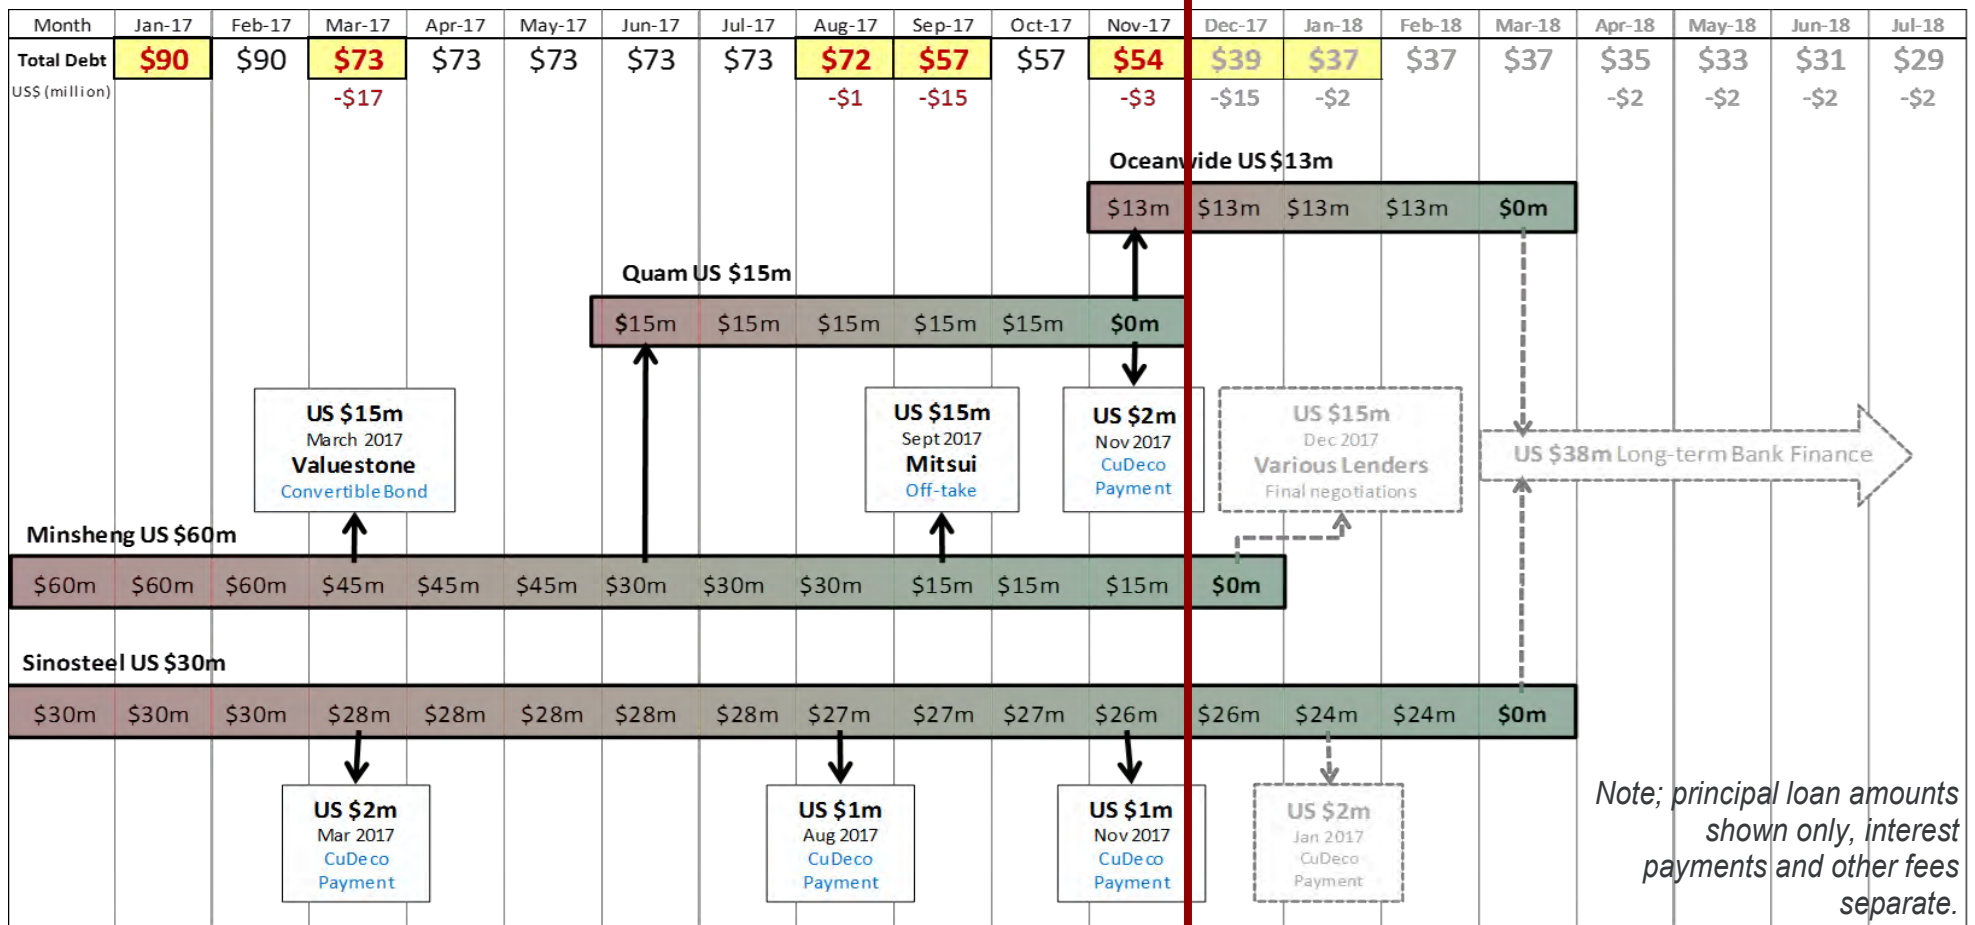 Month Jan-17 Feb-17 Mar-17 Apr-17 May-17 Jun-17 Jul-17 Aug-17 Sep-17 Oct-17 Nov-17 Dec-17 Jan-18 Feb-18 Mar-18 Apr-18 May-18 Jun-18 Jul-18
Total Debt $90 $90 $73 $73 $73 $73 $73 $72 $57 $57 $54 $39 $37 $37 $37 $35 $33 $31 $29
US$ (million) -$17 -$1 -$15 -$3 -$15 -$2 -$2 -$2 -$2 -$2
Oceanwide US $13m
$13m $13m $13m $13m $0m
Quam US $15m
$15m $15m $15m $15m $15m $0m
US $15m
March 2017
Valuestone
Convertible Bond
US $15m
Sept 2017
Mitsui
Off-take
US $2m
Nov 2017
CuDeco
Payment
US $15m
Dec 2017
Various Lenders
Final negotiations
US $38m Long-term Bank Finance
Minsheng US $60m
$60m $60m $60m $45m $45m $45m $30m $30m $30m $15m $15m $15m $0m
Sinosteel US $30m
$30m $30m $30m $28m $28m $28m $28m $28m $27m $27m $27m $26m $26m $24m $24m $0m
US $2m
Mar 2017
CuDeco
Payment
US $1m
Aug 2017
CuDeco
Payment
US $1m
Nov 2017
CuDeco
Payment
US $2m
Jan 2017
CuDeco
Payment
Note; principal loan amounts
shown only, interest
payments and other fees
separate.